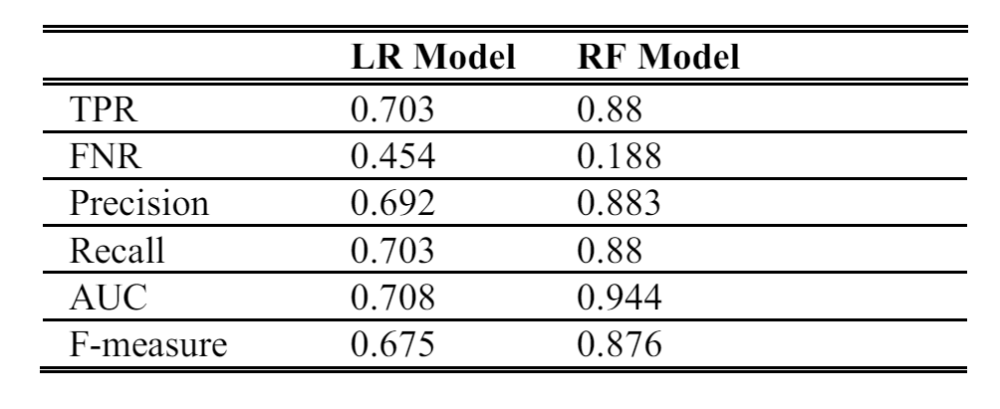 LR Model RF Model
TPR 0.703 0.88
FNR 0.454 0.188
Precision 0.692 0.883
Recall 0.703 0.88
AUC 0.708 0.944
F-measure 0.675 0.876